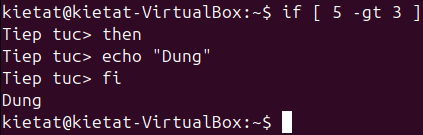 kietat@kietat-VirtualBox:~$ if [ 5 -gt 3 ]
Tiep tuc> then
Tiep tuc> echo "Dung"
Tiep tuc> fi
Dung
kietat@kietat-VirtualBox:~$